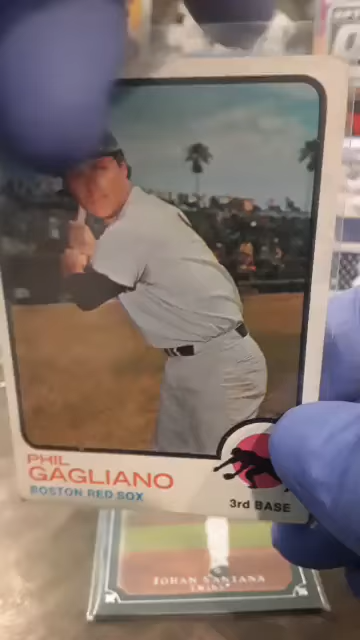 PHIL
GAGLIANO
BOSTON RED SOX
3rd BASE
JOHAN SANTANA
TWINS